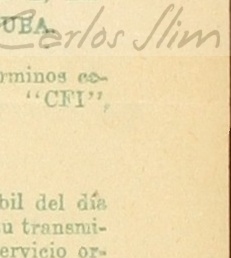 UBA.
Carlos Slim
rminos co-
"CFI",
bil del día
u transmi-
ervicio or-